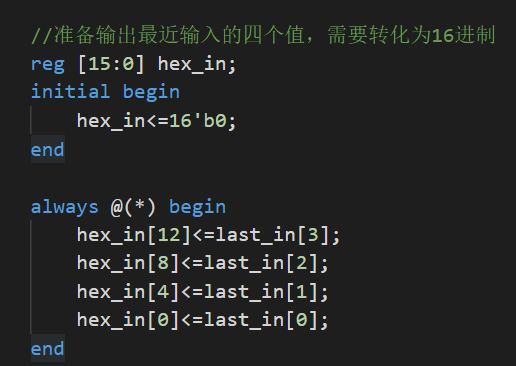 //准备输出最近输入的四个值，需要转化为16进制
reg [15:0] hex_in;
initial begin
    hex_in<=16'b0;
end
always @(*) begin
    hex_in[12]<=last_in[3];
    hex_in[8]<=last_in[2];
    hex_in[4]<=last_in[1];
    hex_in[0]<=last_in[0];
end